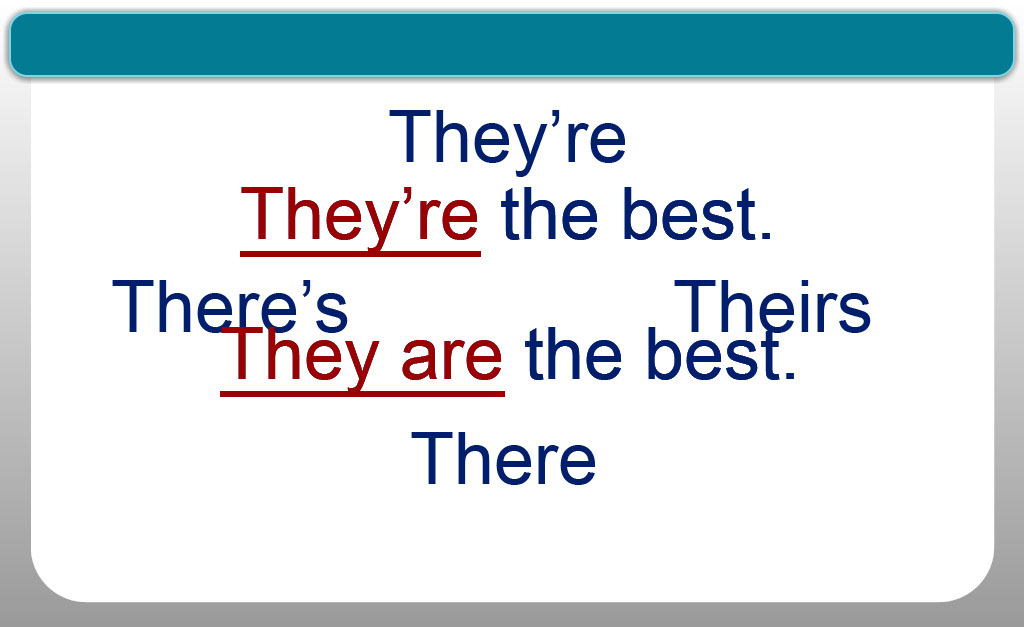 They’re
They’re the best.
There’s
Theirs
They are the best.
There